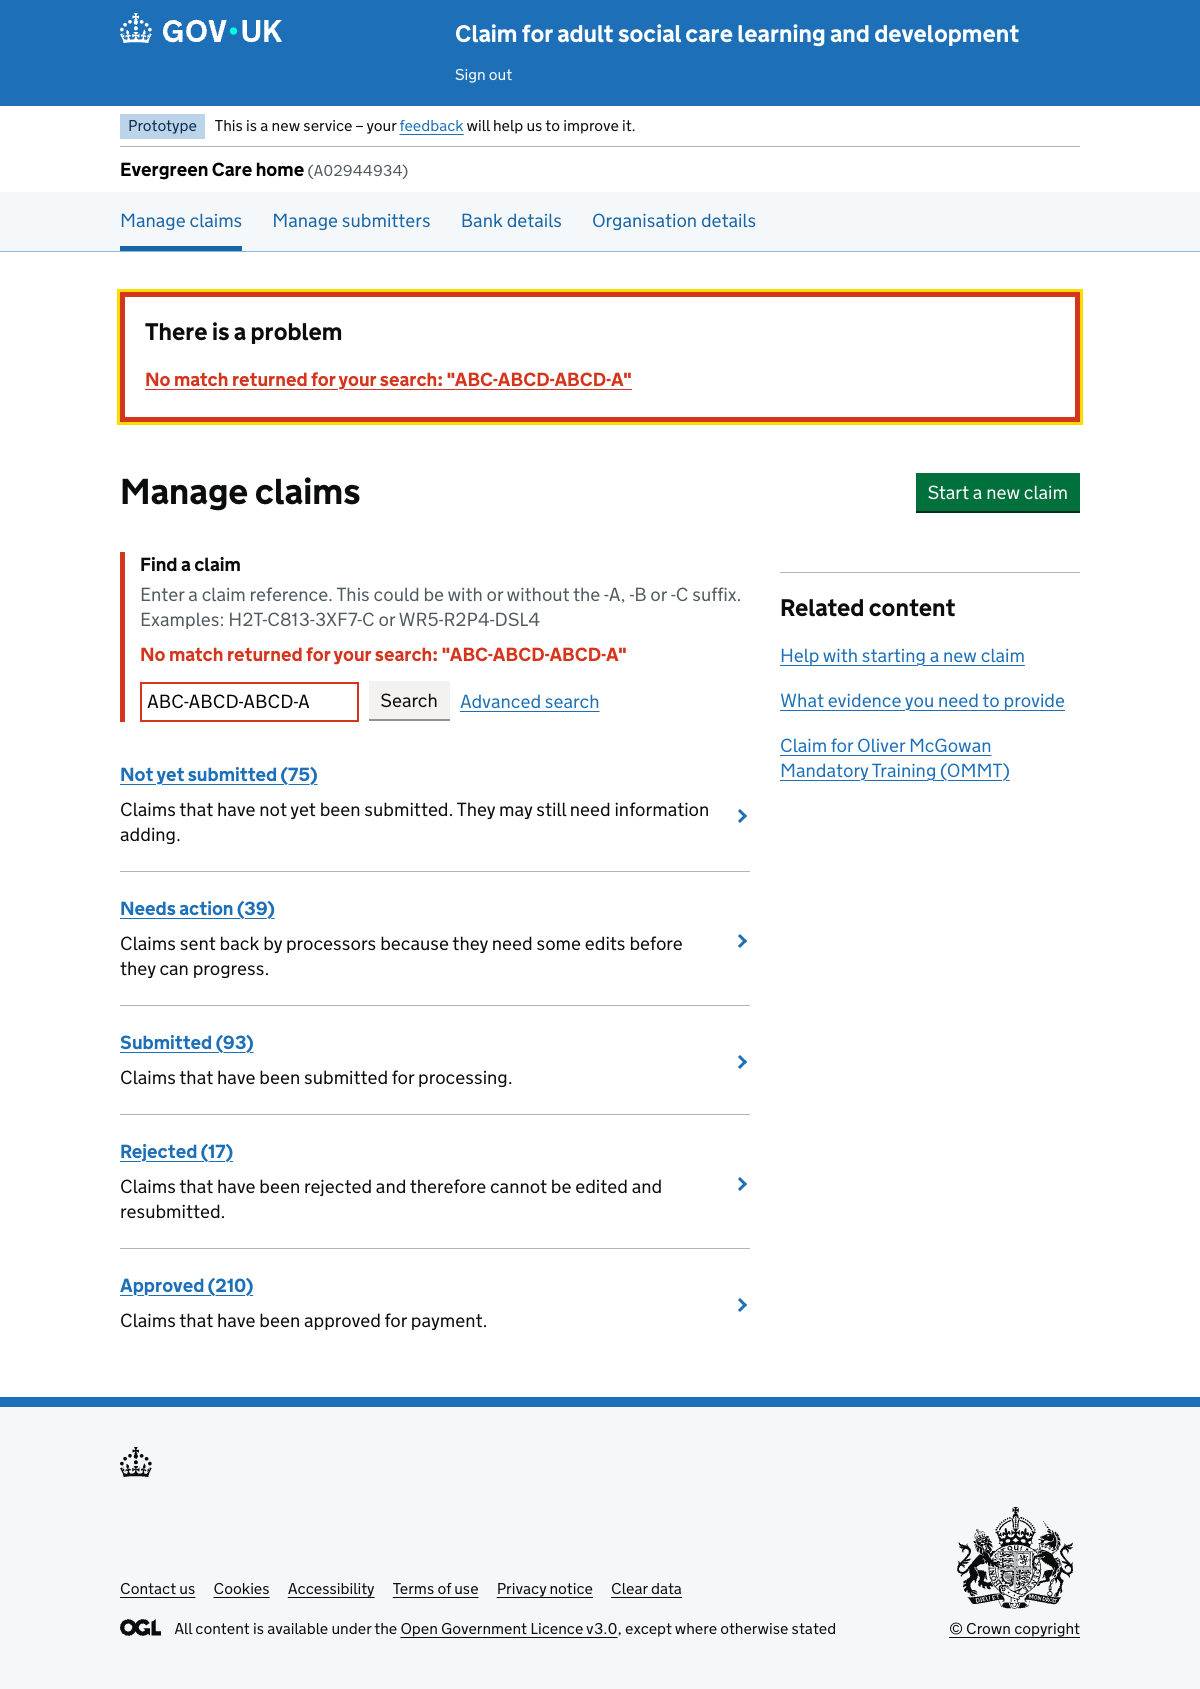 GOV·UK
Claim for adult social care learning and development
Sign out
Prototype This is a new service – your feedback will help us to improve it.
Evergreen Care home (A02944934)
Manage claims Manage submitters Bank details Organisation details
There is a problem
No match returned for your search: "ABC-ABCD-ABCD-A"
Manage claims
Start a new claim
Find a claim
Enter a claim reference. This could be with or without the -A, -B or -C suffix.
Examples: H2T-C813-3XF7-C or WR5-R2P4-DSL4
No match returned for your search: "ABC-ABCD-ABCD-A"
ABC-ABCD-ABCD-A Search Advanced search
Not yet submitted (75)
Claims that have not yet been submitted. They may still need information
adding.
Needs action (39)
Claims sent back by processors because they need some edits before
they can progress.
Submitted (93)
Claims that have been submitted for processing.
Rejected (17)
Claims that have been rejected and therefore cannot be edited and
resubmitted.
Approved (210)
Claims that have been approved for payment.
Related content
Help with starting a new claim
What evidence you need to provide
Claim for Oliver McGowan
Mandatory Training (OMMT)
Contact us Cookies Accessibility Terms of use Privacy notice Clear data
OGL All content is available under the Open Government Licence v3.0, except where otherwise stated
© Crown copyright